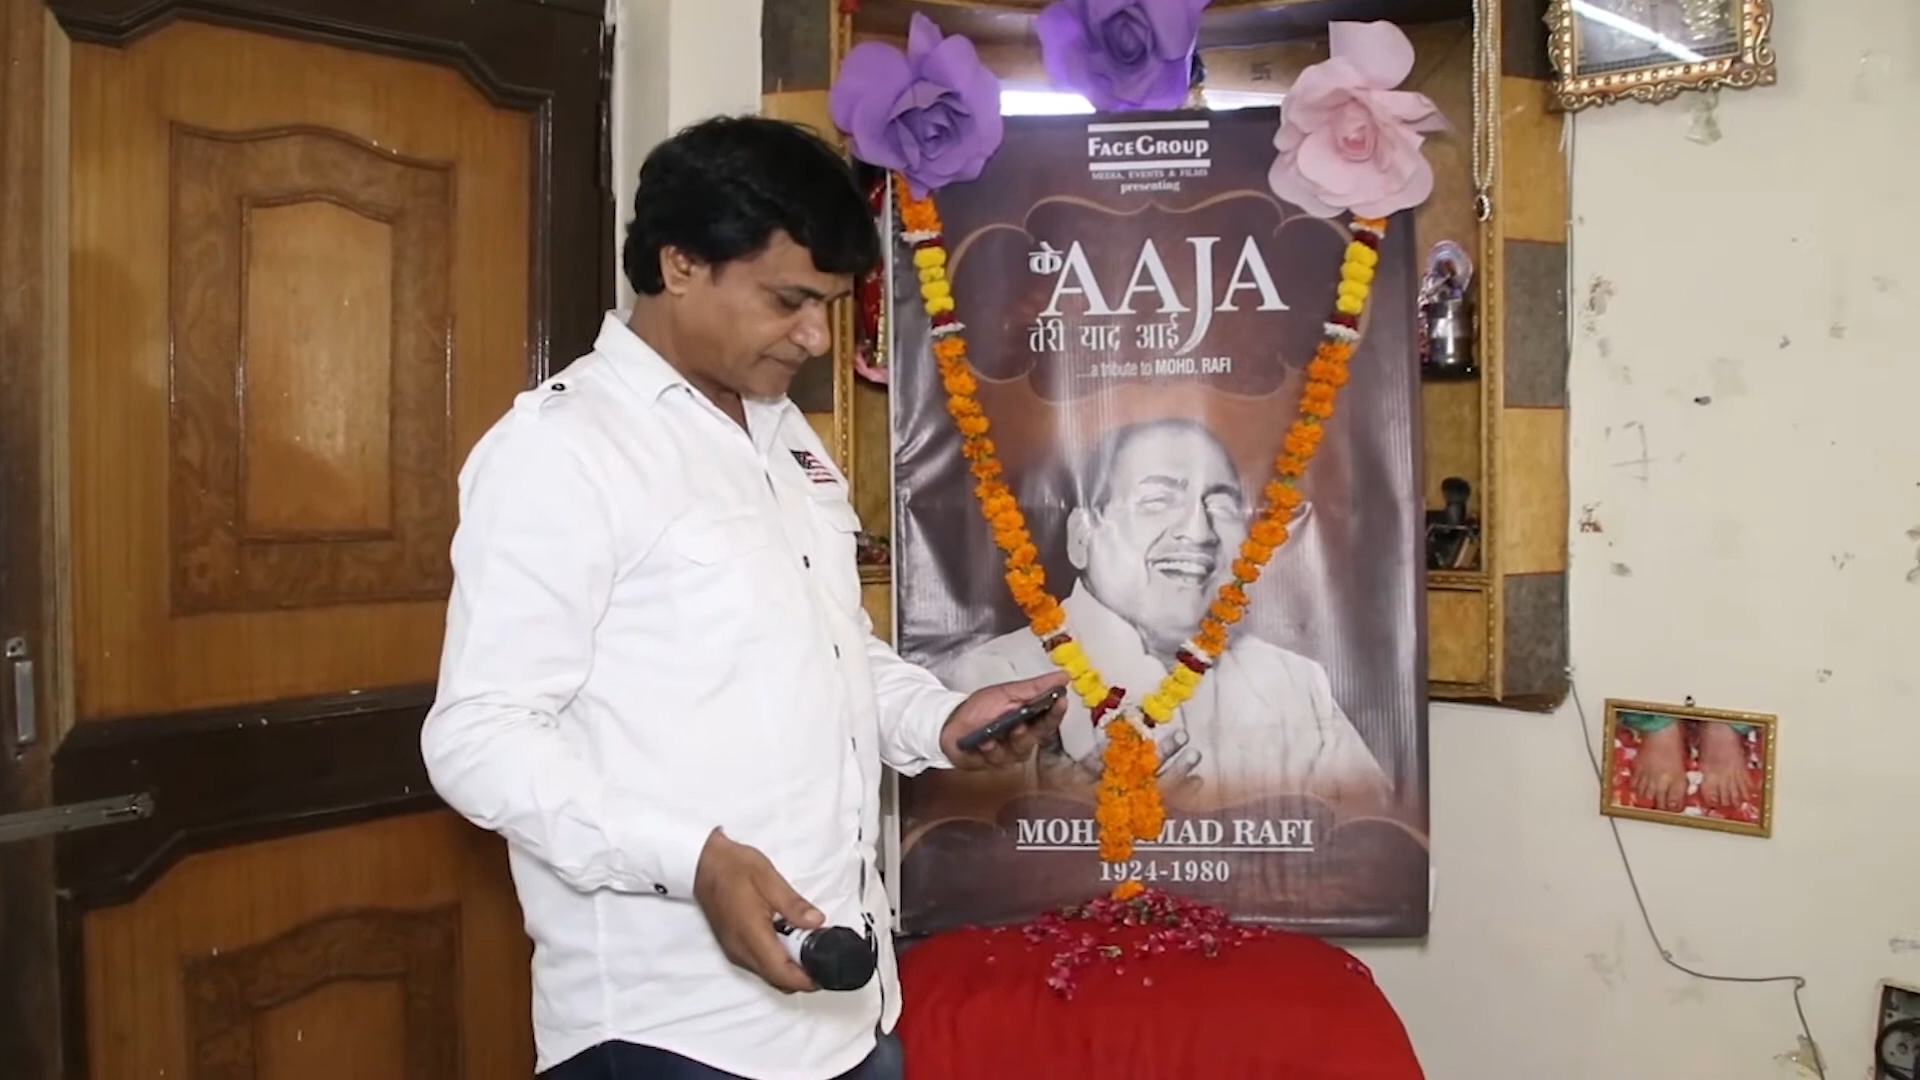 FACEGROUP
MEDIA, EVENTS & FILMS
presenting
के AAJA
तेरी याद आई
...a tribute to MOHD. RAFI
MOHAMMAD RAFI
1924-1980